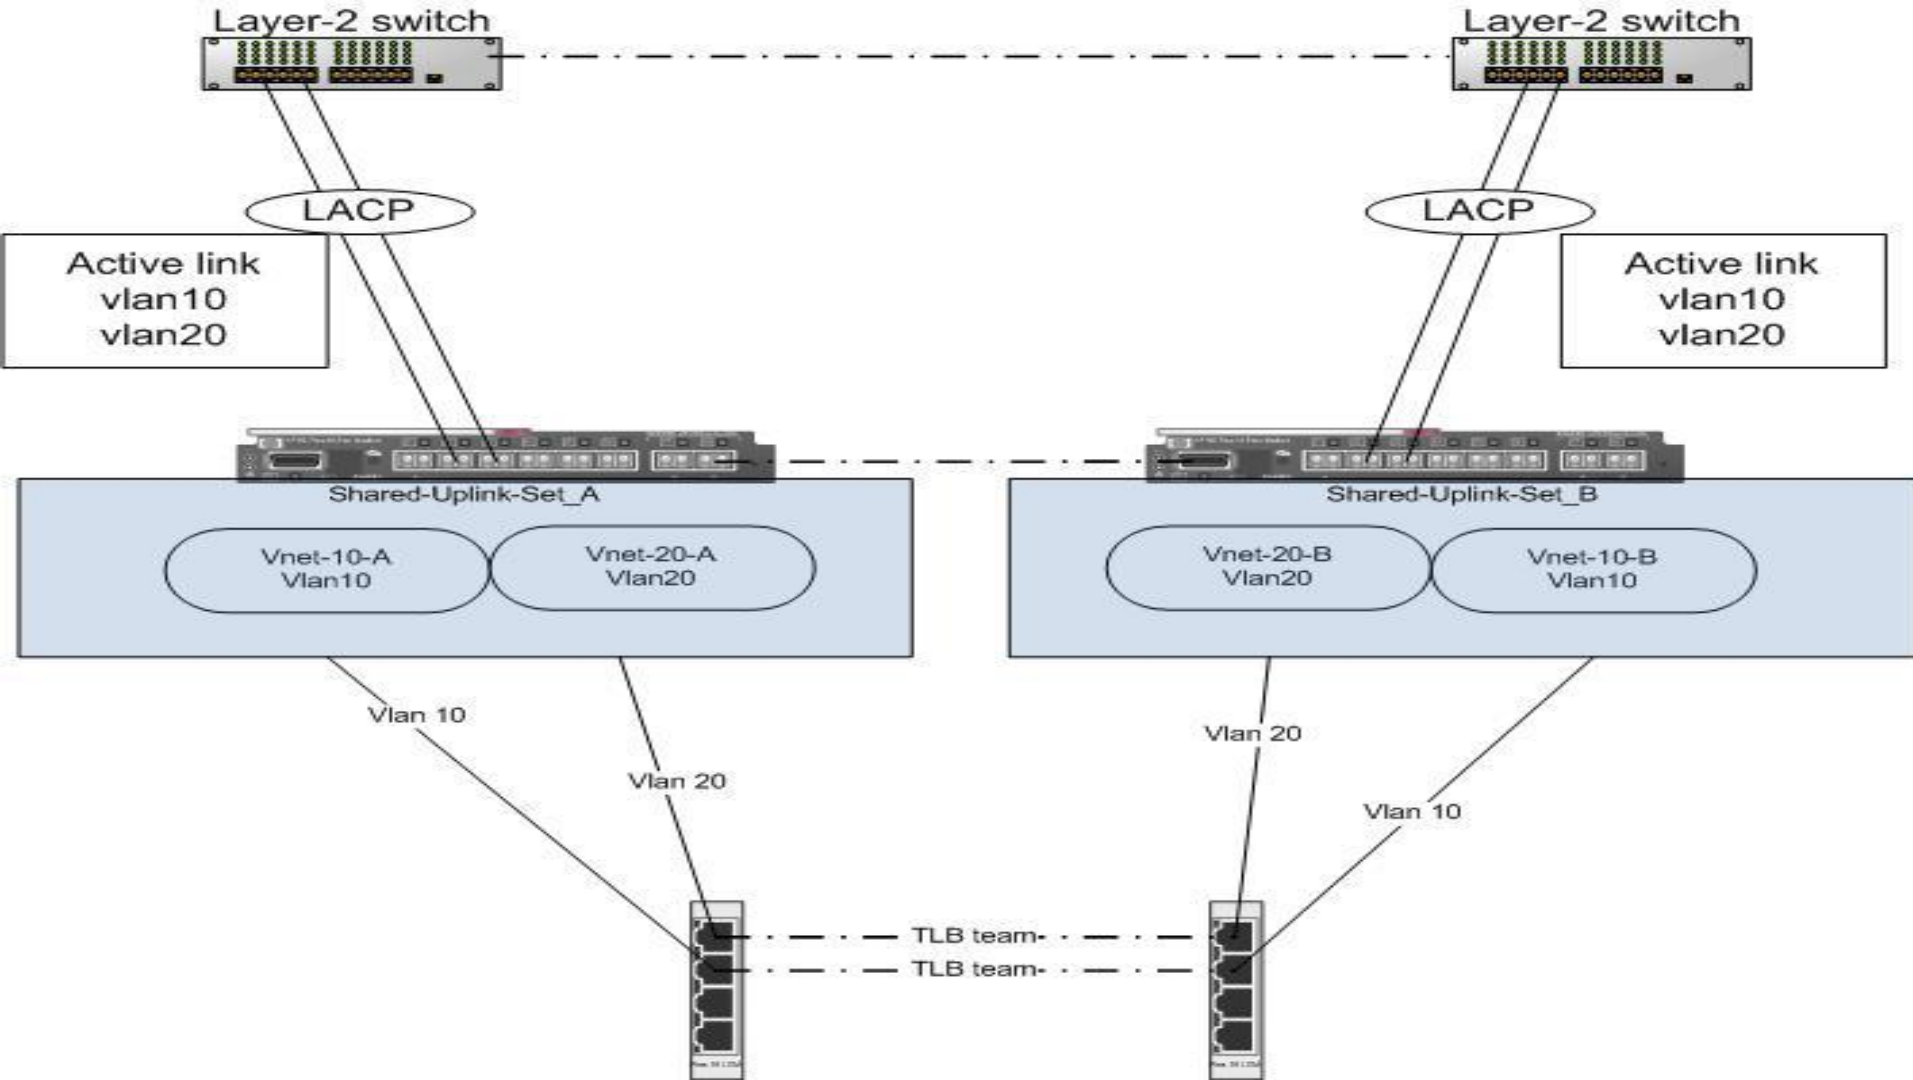 Layer-2 switch
Layer-2 switch
LACP
LACP
Active link
vlan10
vlan20
Active link
vlan10
vlan20
Shared-Uplink-Set_A
Shared-Uplink-Set_B
Vnet-10-A
Vlan10
Vnet-20-A
Vlan20
Vnet-20-B
Vlan20
Vnet-10-B
Vlan10
Vlan 10
Vlan 20
Vlan 20
Vlan 10
TLB team
TLB team